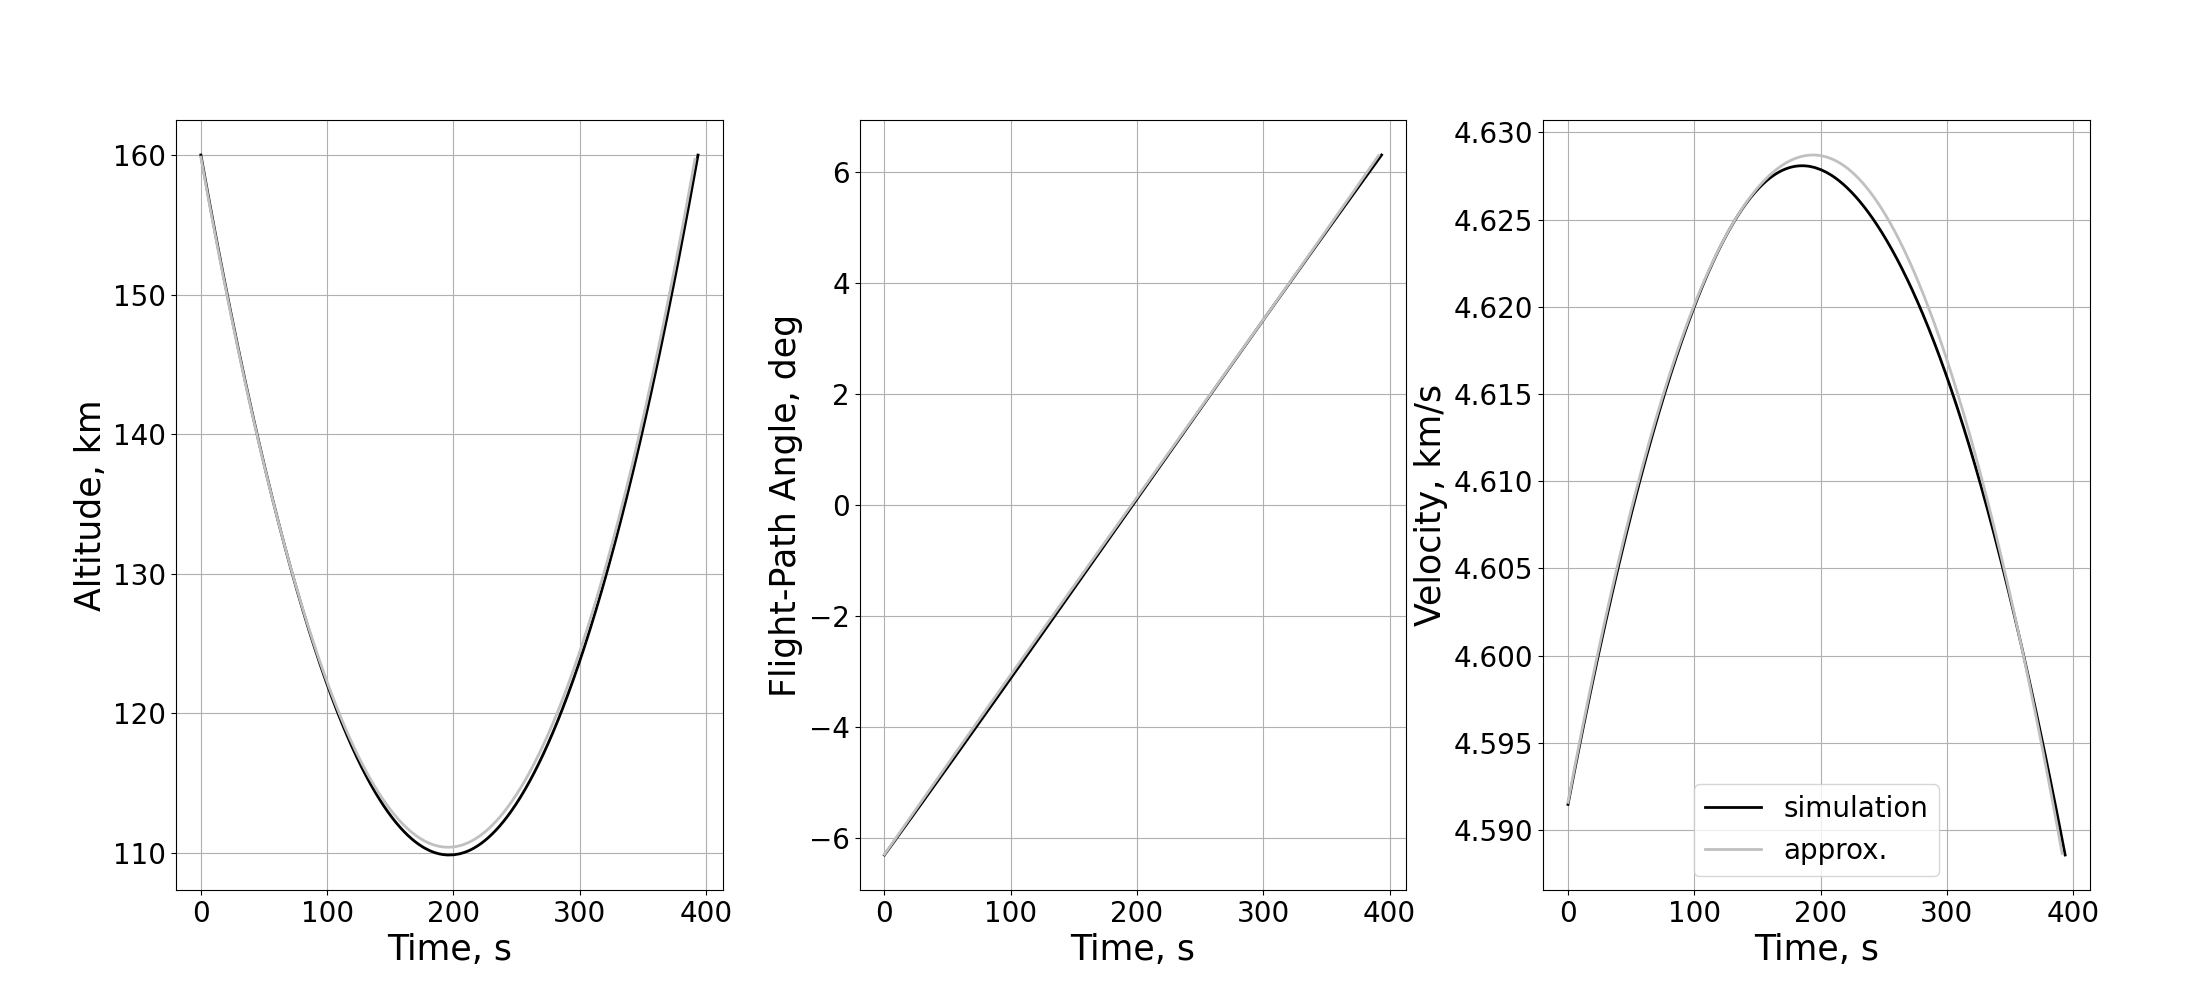 Altitude, km
160
150
140
130
120
110
0 100 200 300 400
Time, s
Flight-Path Angle, deg
6
4
2
0
−2
−4
−6
0 100 200 300 400
Time, s
Velocity, km/s
4.630
4.625
4.620
4.615
4.610
4.605
4.600
4.595
4.590
simulation
approx.
0 100 200 300 400
Time, s